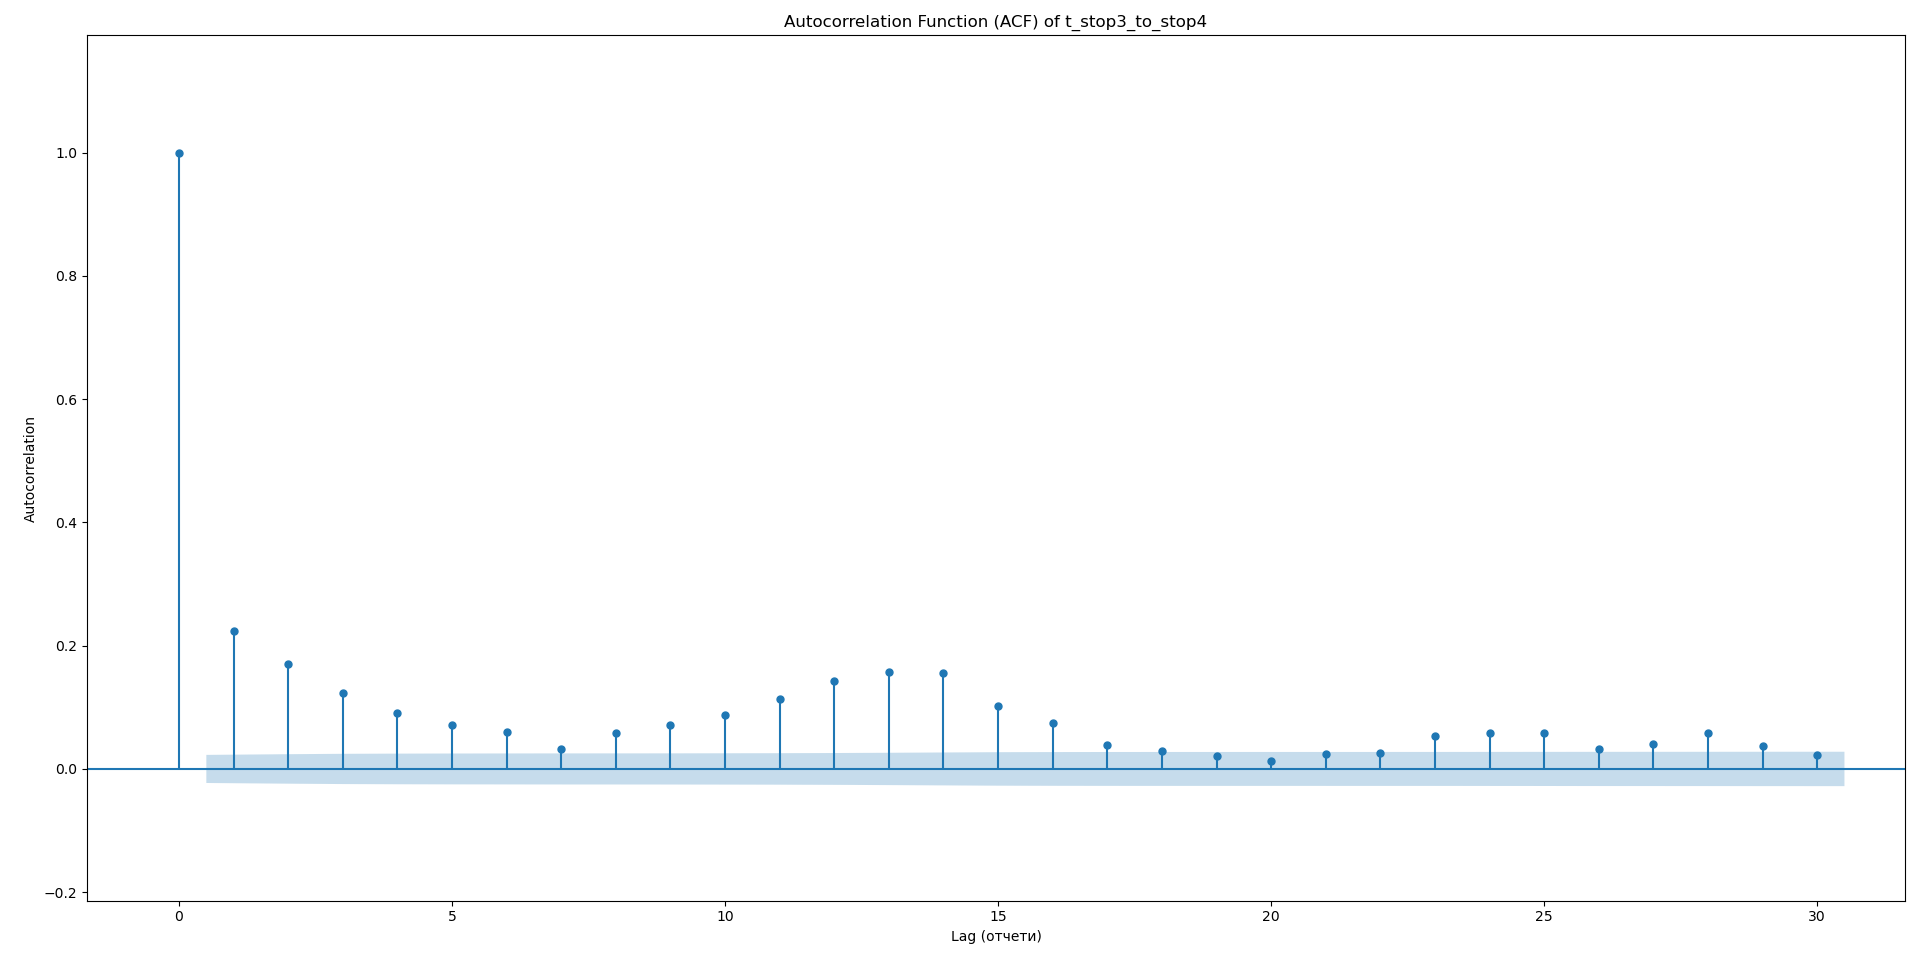 Autocorrelation Function (ACF) of t_stop3_to_stop4
Autocorrelation
1.0
0.8
0.6
0.4
0.2
0.0
−0.2
0 5 10 15 20 25 30
Lag (отчети)